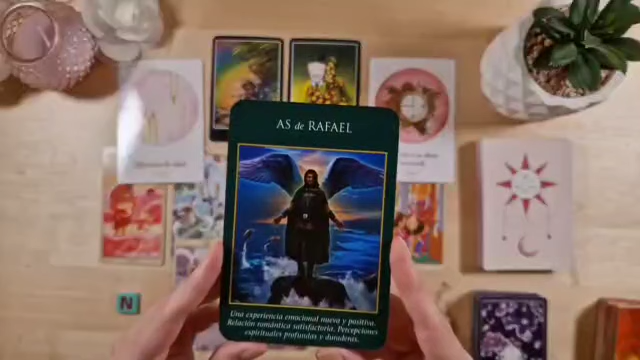 AS de RAFAEL
Una experiencia emocional nueva y positiva.
Relación romántica satisfactoria. Percepciones
espirituales profundas y duraderas.
N